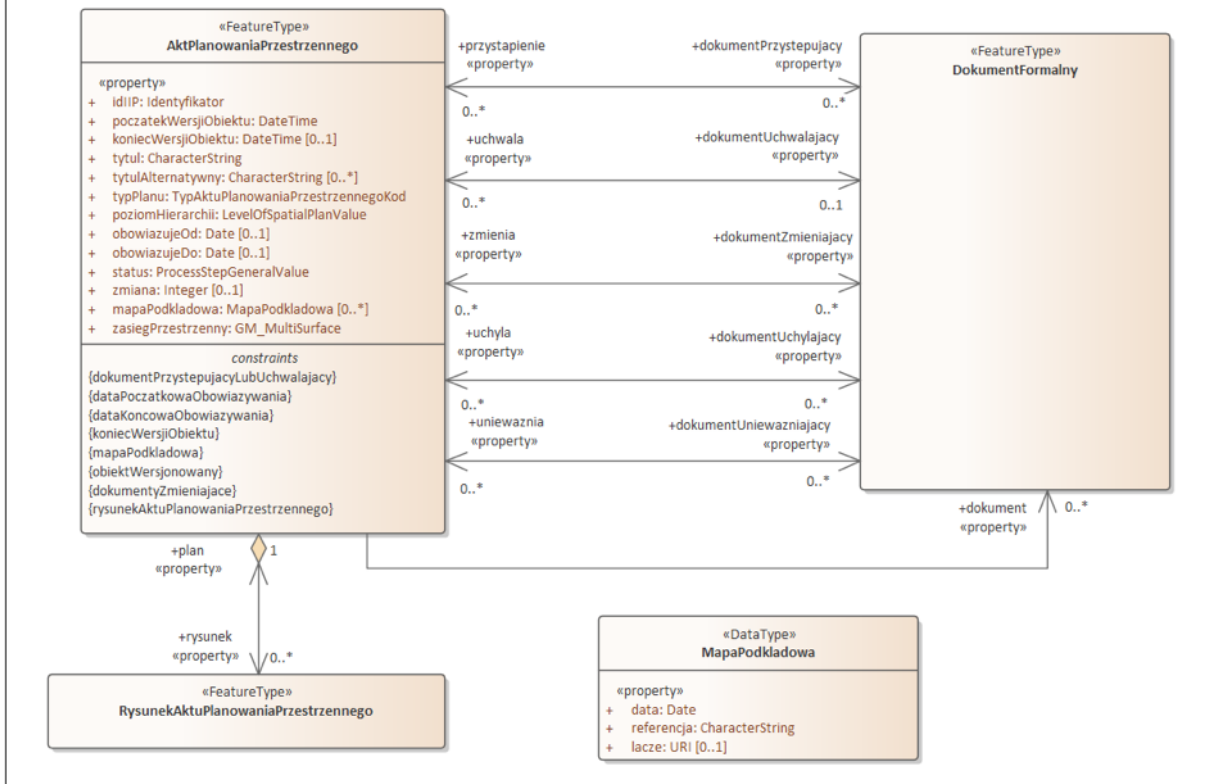 «FeatureType»
AktPlanowaniaPrzestrzennego
«property»
+ idIIP: Identyfikator
+ poczatekWersjiObiektu: DateTime
+ koniecWersjiObiektu: DateTime [0..1]
+ tytul: CharacterString
+ tytulAlternatywny: CharacterString [0..*]
+ typPlanu: TypAktuPlanowaniaPrzestrzennegoKod
+ poziomHierarchii: LevelOfSpatialPlanValue
+ obowiazujeOd: Date [0..1]
+ obowiazujeDo: Date [0..1]
+ status: ProcessStepGeneralValue
+ zmiana: Integer [0..1]
+ mapaPodkladowa: MapaPodkladowa [0..*]
+ zasiegPrzestrzenny: GM_MultiSurface
constraints
{dokumentPrzystepujacyLubUchwalajacy}
{dataPoczatkowaObowiazywania}
{dataKoncowaObowiazywania}
{koniecWersjiObiektu}
{mapaPodkladowa}
{obiektWersjonowany}
{dokumentyZmieniajace}
{rysunekAktuPlanowaniaPrzestrzennego}
+przystapienie
«property»
0..*
+dokumentPrzystepujacy
«property»
0..*
+uchwala
«property»
0..*
+dokumentUchwalajacy
«property»
0..1
+zmienia
«property»
0..*
+dokumentZmieniajacy
«property»
0..*
+uchyla
«property»
0..*
+dokumentUchylajacy
«property»
0..*
+uniewaznia
«property»
0..*
+dokumentUniewazniajacy
«property»
0..*
«FeatureType»
DokumentFormalny
+dokument
«property»
0..*
+plan
«property»
1
+rysunek
«property»
0..*
«FeatureType»
RysunekAktuPlanowaniaPrzestrzennego
«DataType»
MapaPodkladowa
«property»
+ data: Date
+ referencja: CharacterString
+ lacze: URI [0..1]